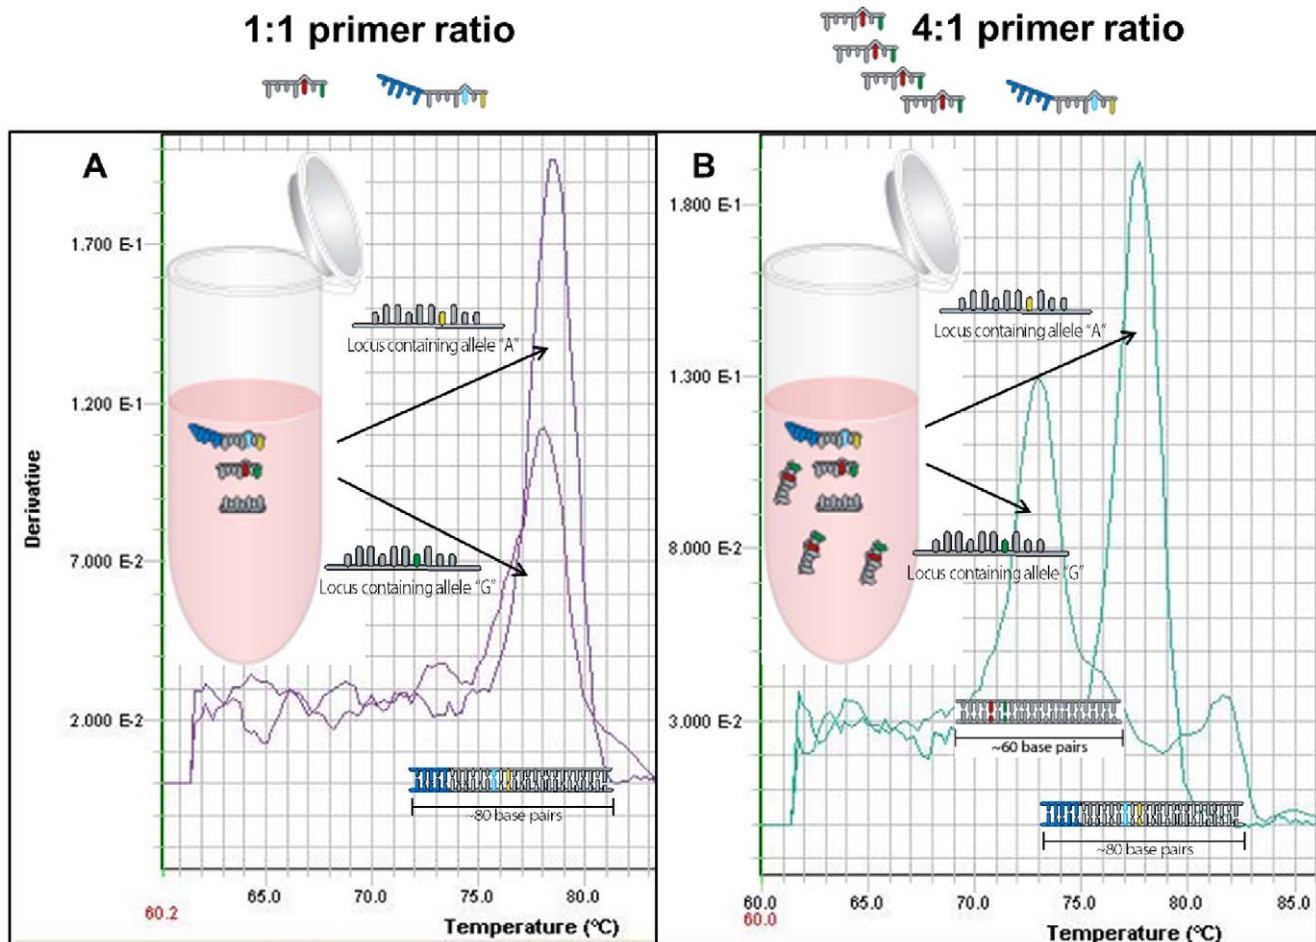 1:1 primer ratio
4:1 primer ratio
A
1.700 E-1
1.200 E-1
Derivative
7.000 E-2
2.000 E-2
Locus containing allele "A"
Locus containing allele "G"
~80 base pairs
65.0
70.0
75.0
80.0
60.2
Temperature (°C)
B
1.800 E-1
1.300 E-1
8.000 E-2
3.000 E-2
Locus containing allele "A"
Locus containing allele "G"
~60 base pairs
~80 base pairs
60.0
65.0
70.0
75.0
80.0
85.0
60.0
Temperature (°C)